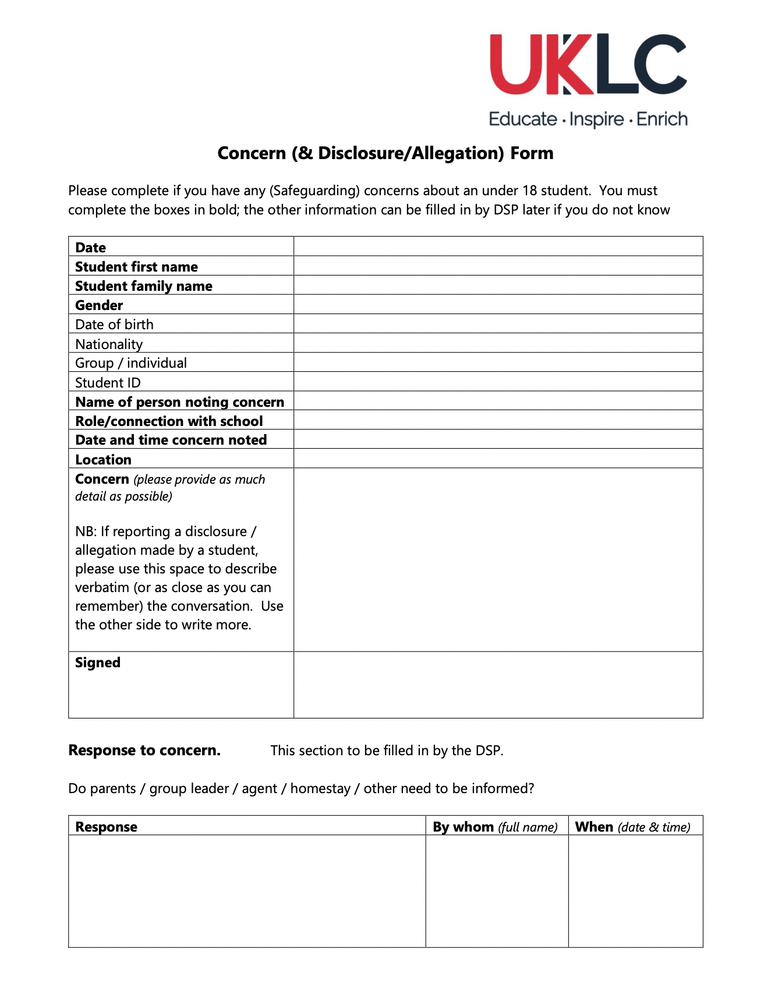 UKLC
Educate · Inspire · Enrich
Concern (& Disclosure/Allegation) Form
Please complete if you have any (Safeguarding) concerns about an under 18 student.  You must
complete the boxes in bold; the other information can be filled in by DSP later if you do not know
Date
Student first name
Student family name
Gender
Date of birth
Nationality
Group / individual
Student ID
Name of person noting concern
Role/connection with school
Date and time concern noted
Location
Concern (please provide as much
detail as possible)
NB: If reporting a disclosure /
allegation made by a student,
please use this space to describe
verbatim (or as close as you can
remember) the conversation.  Use
the other side to write more.
Signed
Response to concern. This section to be filled in by the DSP.
Do parents / group leader / agent / homestay / other need to be informed?
Response By whom (full name) When (date & time)